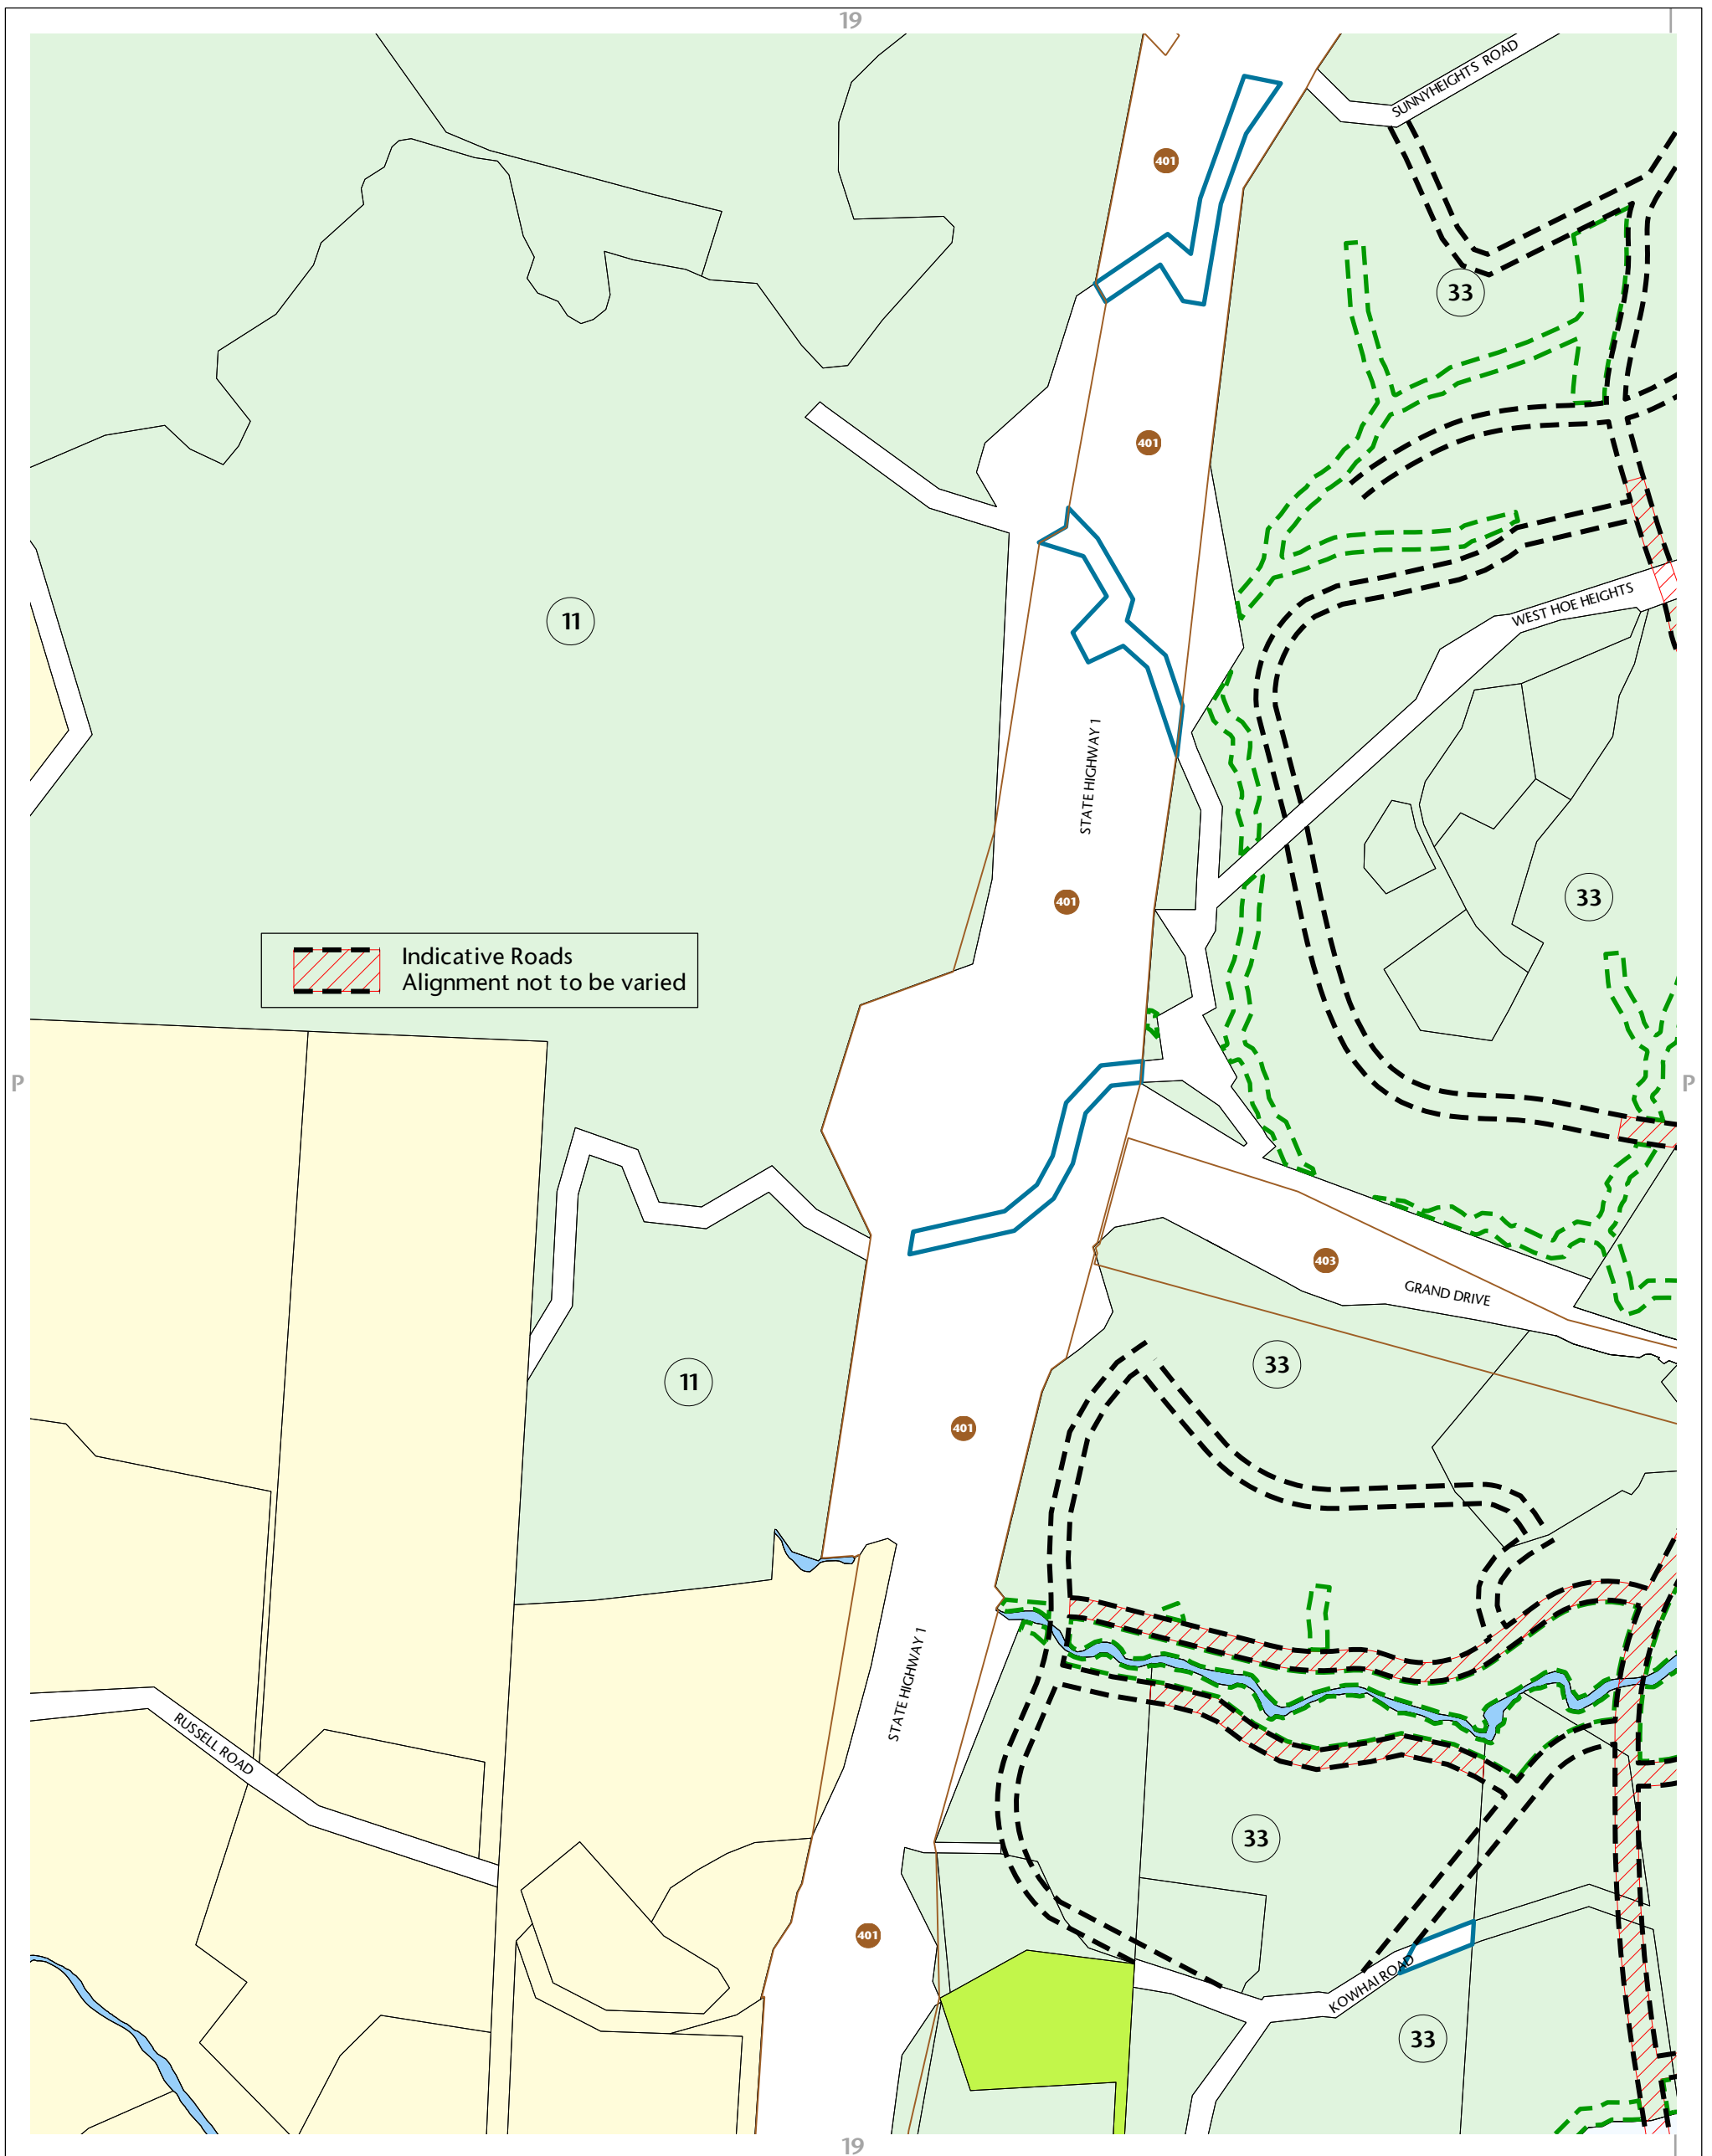 19
SUNNYHEIGHTS ROAD
401
33
401
WEST HOE HEIGHTS
11
STATE HIGHWAY 1
401
33
Indicative Roads
Alignment not to be varied
P
P
403
GRAND DRIVE
33
11
401
STATE HIGHWAY 1
RUSSELL ROAD
33
401
KOWHAI ROAD
33
19